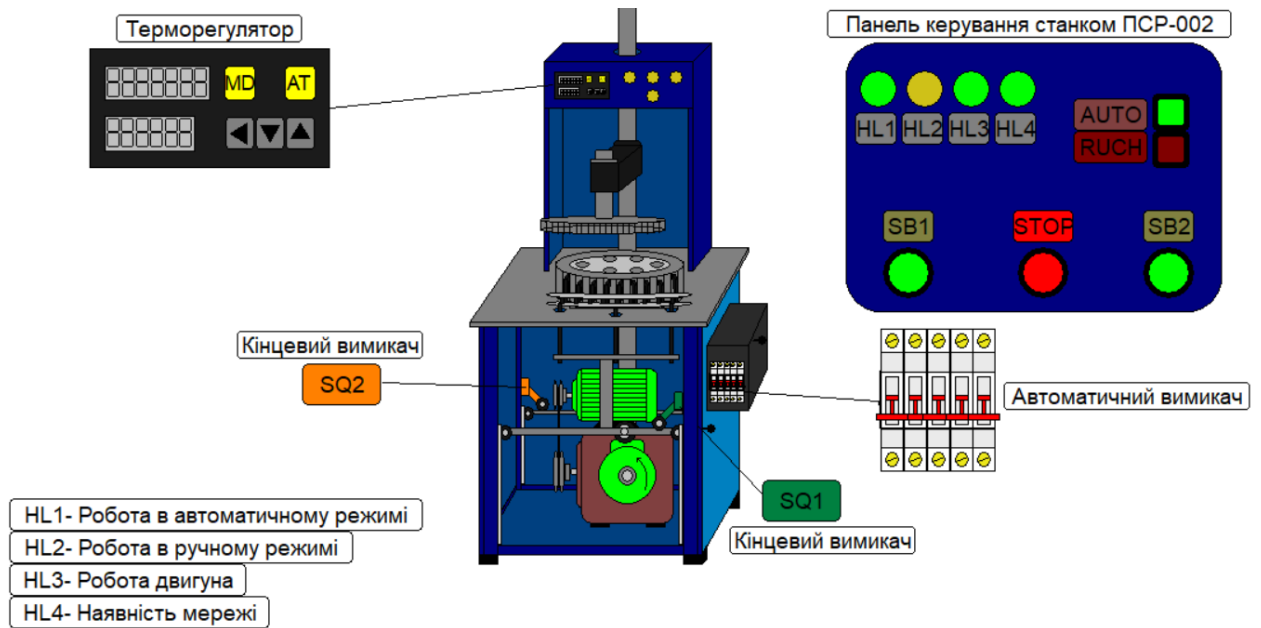 Терморегулятор
Панель керування станком ПСР-002
MD
AT
HL1
HL2
HL3
HL4
AUTO
RUCH
SB1
STOP
SB2
Кінцевий вимикач
SQ2
Автоматичний вимикач
SQ1
Кінцевий вимикач
HL1- Робота в автоматичному режимі
HL2- Робота в ручному режимі
HL3- Робота двигуна
HL4- Наявність мережі